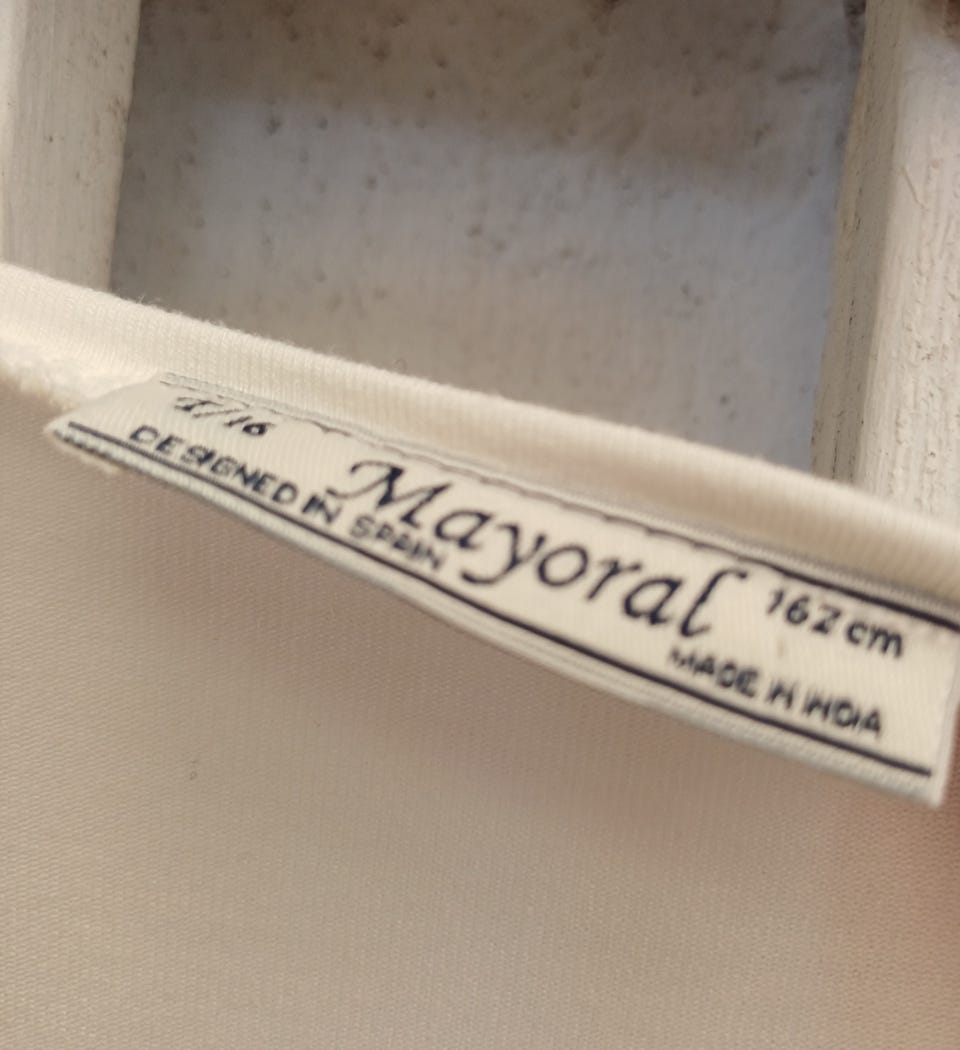 Mayoral
162 cm
DESIGNED IN SPAIN
MADE IN INDIA